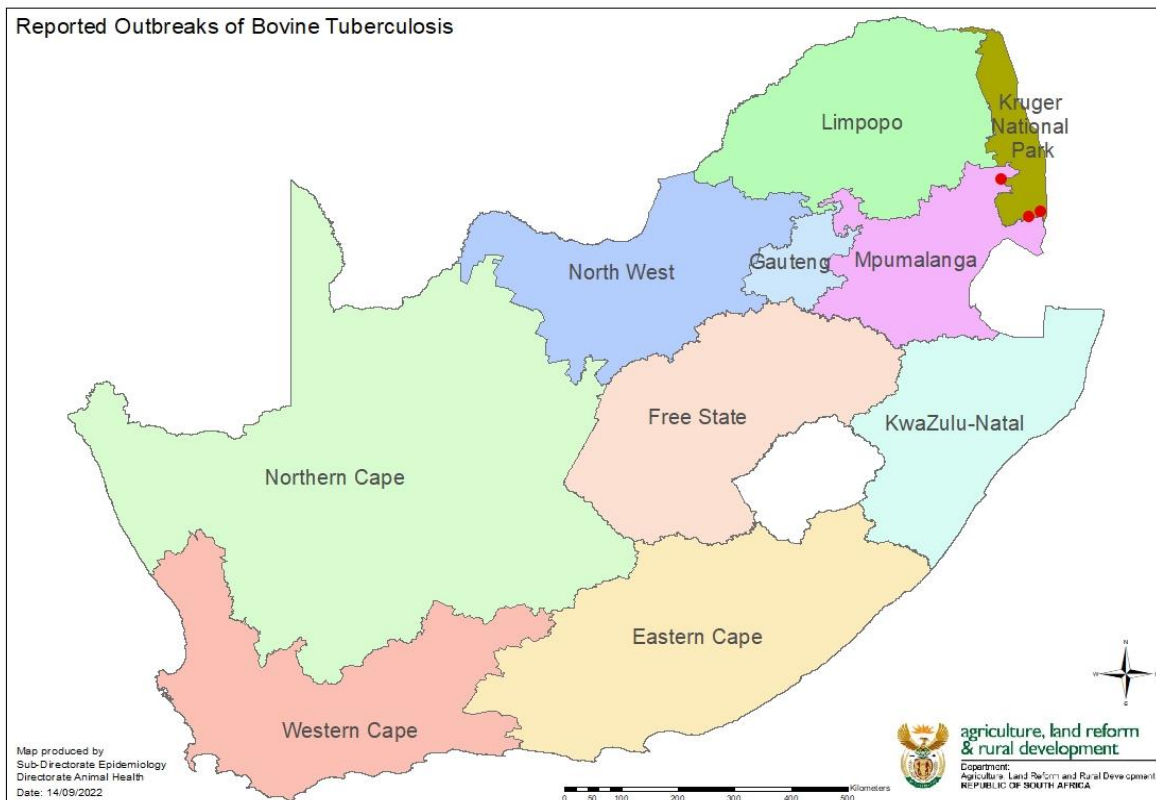 Reported Outbreaks of Bovine Tuberculosis
Limpopo
Kruger
National
Park
North West
Gauteng
Mpumalanga
Free State
KwaZulu-Natal
Northern Cape
Eastern Cape
Western Cape
N
W
S
Map produced by
Sub-Directorate Epidemiology
Directorate Animal Health
Date: 14/09/2022
Kilometers
0 50 100 200 300 400 500
agriculture, land reform
& rural development
Department:
Agriculture, Land Reform and Rural Development
REPUBLIC OF SOUTH AFRICA